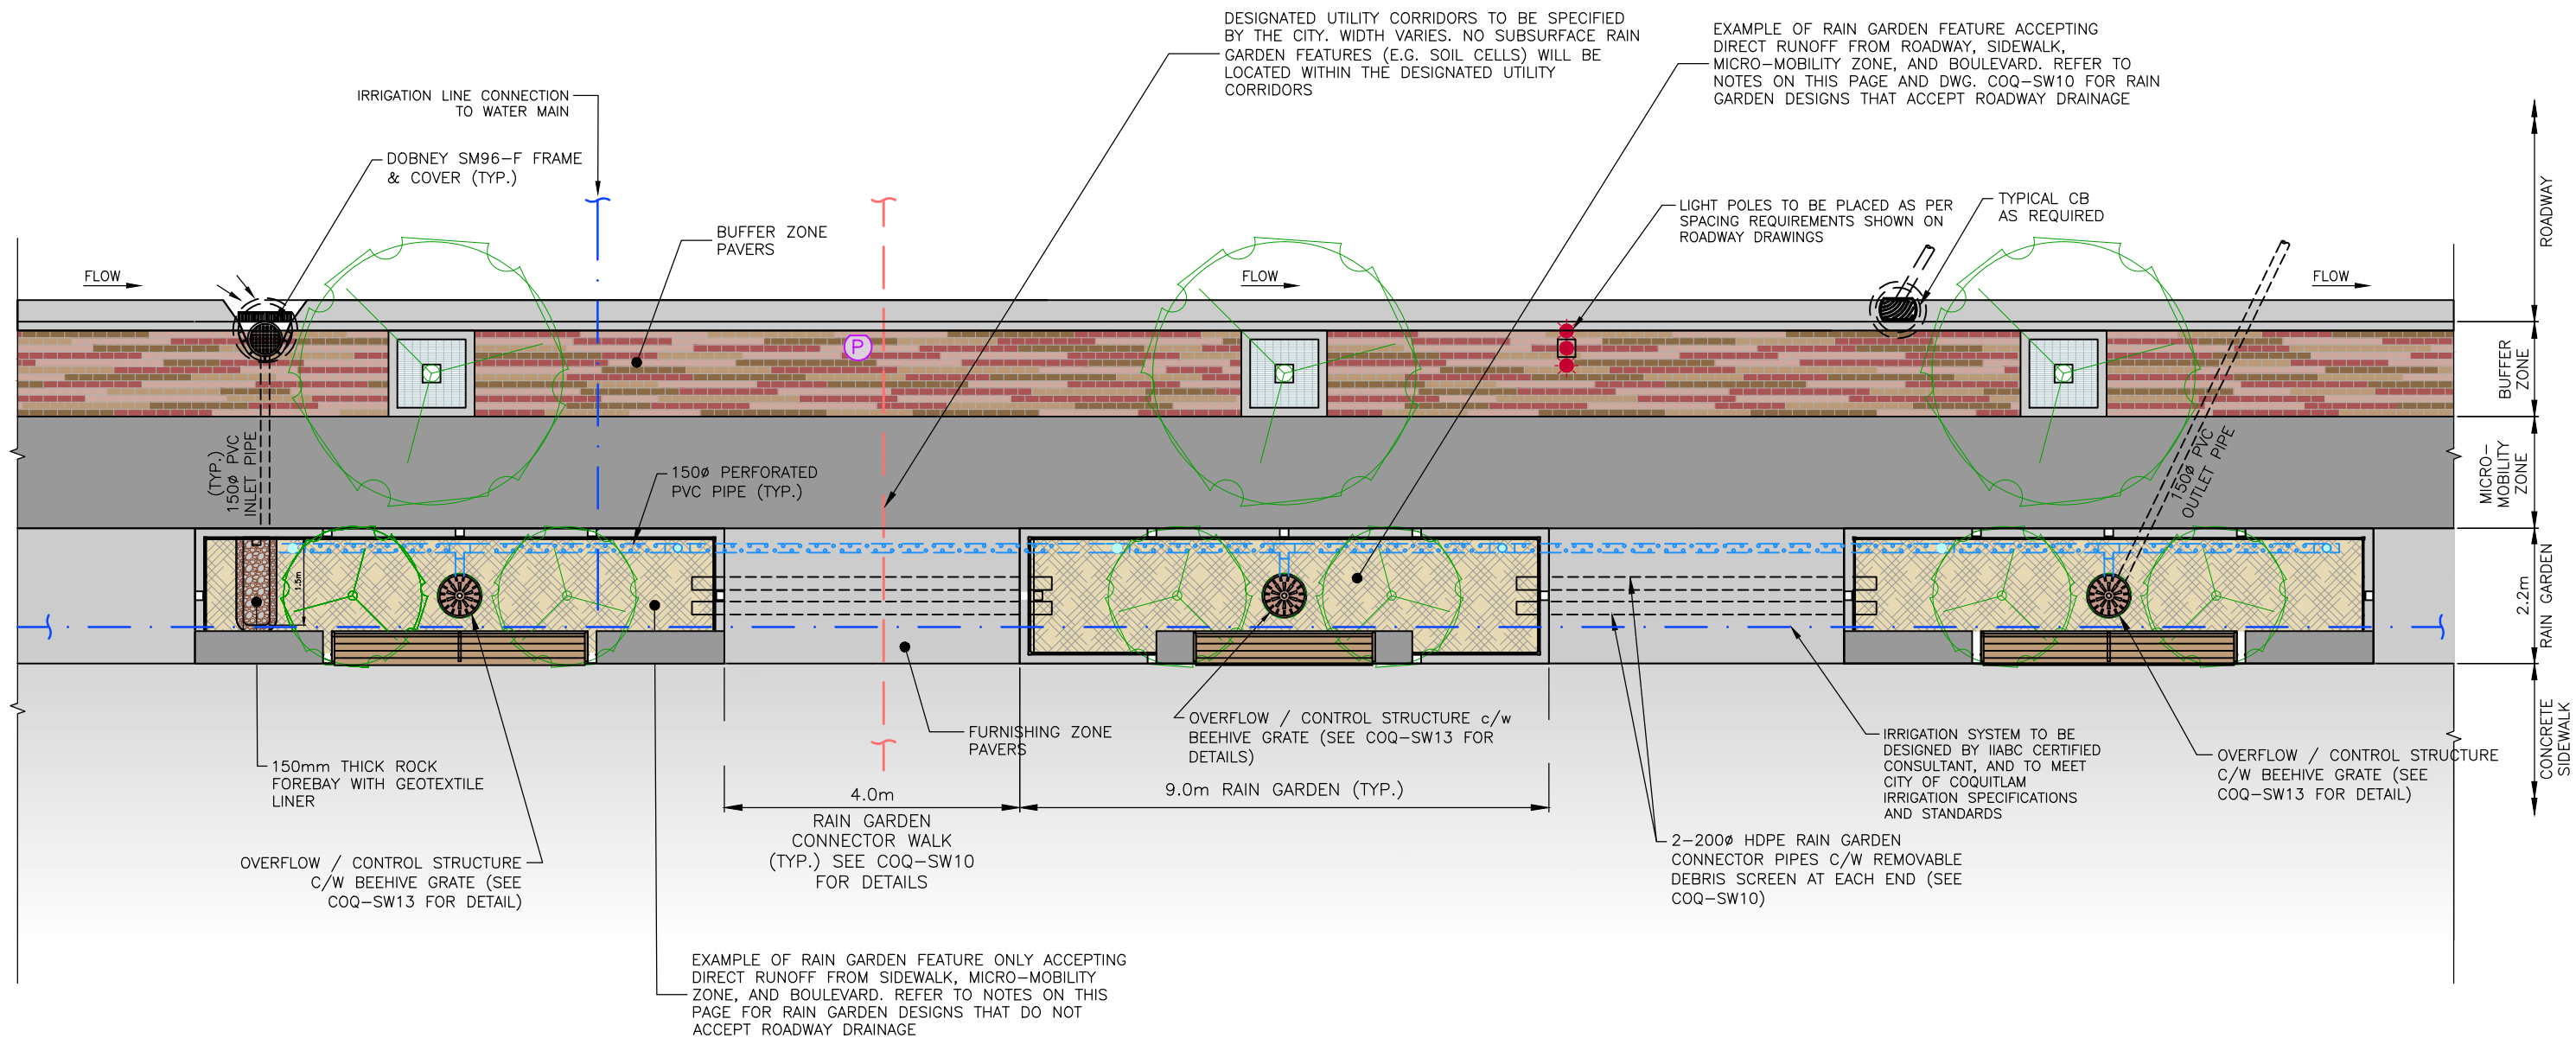 DESIGNATED UTILITY CORRIDORS TO BE SPECIFIED
BY THE CITY. WIDTH VARIES. NO SUBSURFACE RAIN
GARDEN FEATURES (E.G. SOIL CELLS) WILL BE
LOCATED WITHIN THE DESIGNATED UTILITY
CORRIDORS
EXAMPLE OF RAIN GARDEN FEATURE ACCEPTING
DIRECT RUNOFF FROM ROADWAY, SIDEWALK,
MICRO-MOBILITY ZONE, AND BOULEVARD. REFER TO
NOTES ON THIS PAGE AND DWG. COQ-SW10 FOR RAIN
GARDEN DESIGNS THAT ACCEPT ROADWAY DRAINAGE
IRRIGATION LINE CONNECTION
TO WATER MAIN
DOBNEY SM96-F FRAME
& COVER (TYP.)
BUFFER ZONE
PAVERS
LIGHT POLES TO BE PLACED AS PER
SPACING REQUIREMENTS SHOWN ON
ROADWAY DRAWINGS
TYPICAL CB
AS REQUIRED
ROADWAY
FLOW
FLOW
FLOW
P
BUFFER
ZONE
(TYP.)
150ø PVC
INLET PIPE
150ø PERFORATED
PVC PIPE (TYP.)
150ø PVC
OUTLET PIPE
MICRO-
MOBILITY
ZONE
1.5m
2.2m
RAIN GARDEN
CONCRETE
SIDEWALK
FURNISHING ZONE
PAVERS
OVERFLOW / CONTROL STRUCTURE c/w
BEEHIVE GRATE (SEE COQ-SW13 FOR
DETAILS)
IRRIGATION SYSTEM TO BE
DESIGNED BY IIABC CERTIFIED
CONSULTANT, AND TO MEET
CITY OF COQUITLAM
IRRIGATION SPECIFICATIONS
AND STANDARDS
OVERFLOW / CONTROL STRUCTURE
C/W BEEHIVE GRATE (SEE
COQ-SW13 FOR DETAIL)
150mm THICK ROCK
FOREBAY WITH GEOTEXTILE
LINER
4.0m
9.0m RAIN GARDEN (TYP.)
RAIN GARDEN
CONNECTOR WALK
(TYP.) SEE COQ-SW10
FOR DETAILS
2-200ø HDPE RAIN GARDEN
CONNECTOR PIPES C/W REMOVABLE
DEBRIS SCREEN AT EACH END (SEE
COQ-SW10)
OVERFLOW / CONTROL STRUCTURE
C/W BEEHIVE GRATE (SEE
COQ-SW13 FOR DETAIL)
EXAMPLE OF RAIN GARDEN FEATURE ONLY ACCEPTING
DIRECT RUNOFF FROM SIDEWALK, MICRO-MOBILITY
ZONE, AND BOULEVARD. REFER TO NOTES ON THIS
PAGE FOR RAIN GARDEN DESIGNS THAT DO NOT
ACCEPT ROADWAY DRAINAGE